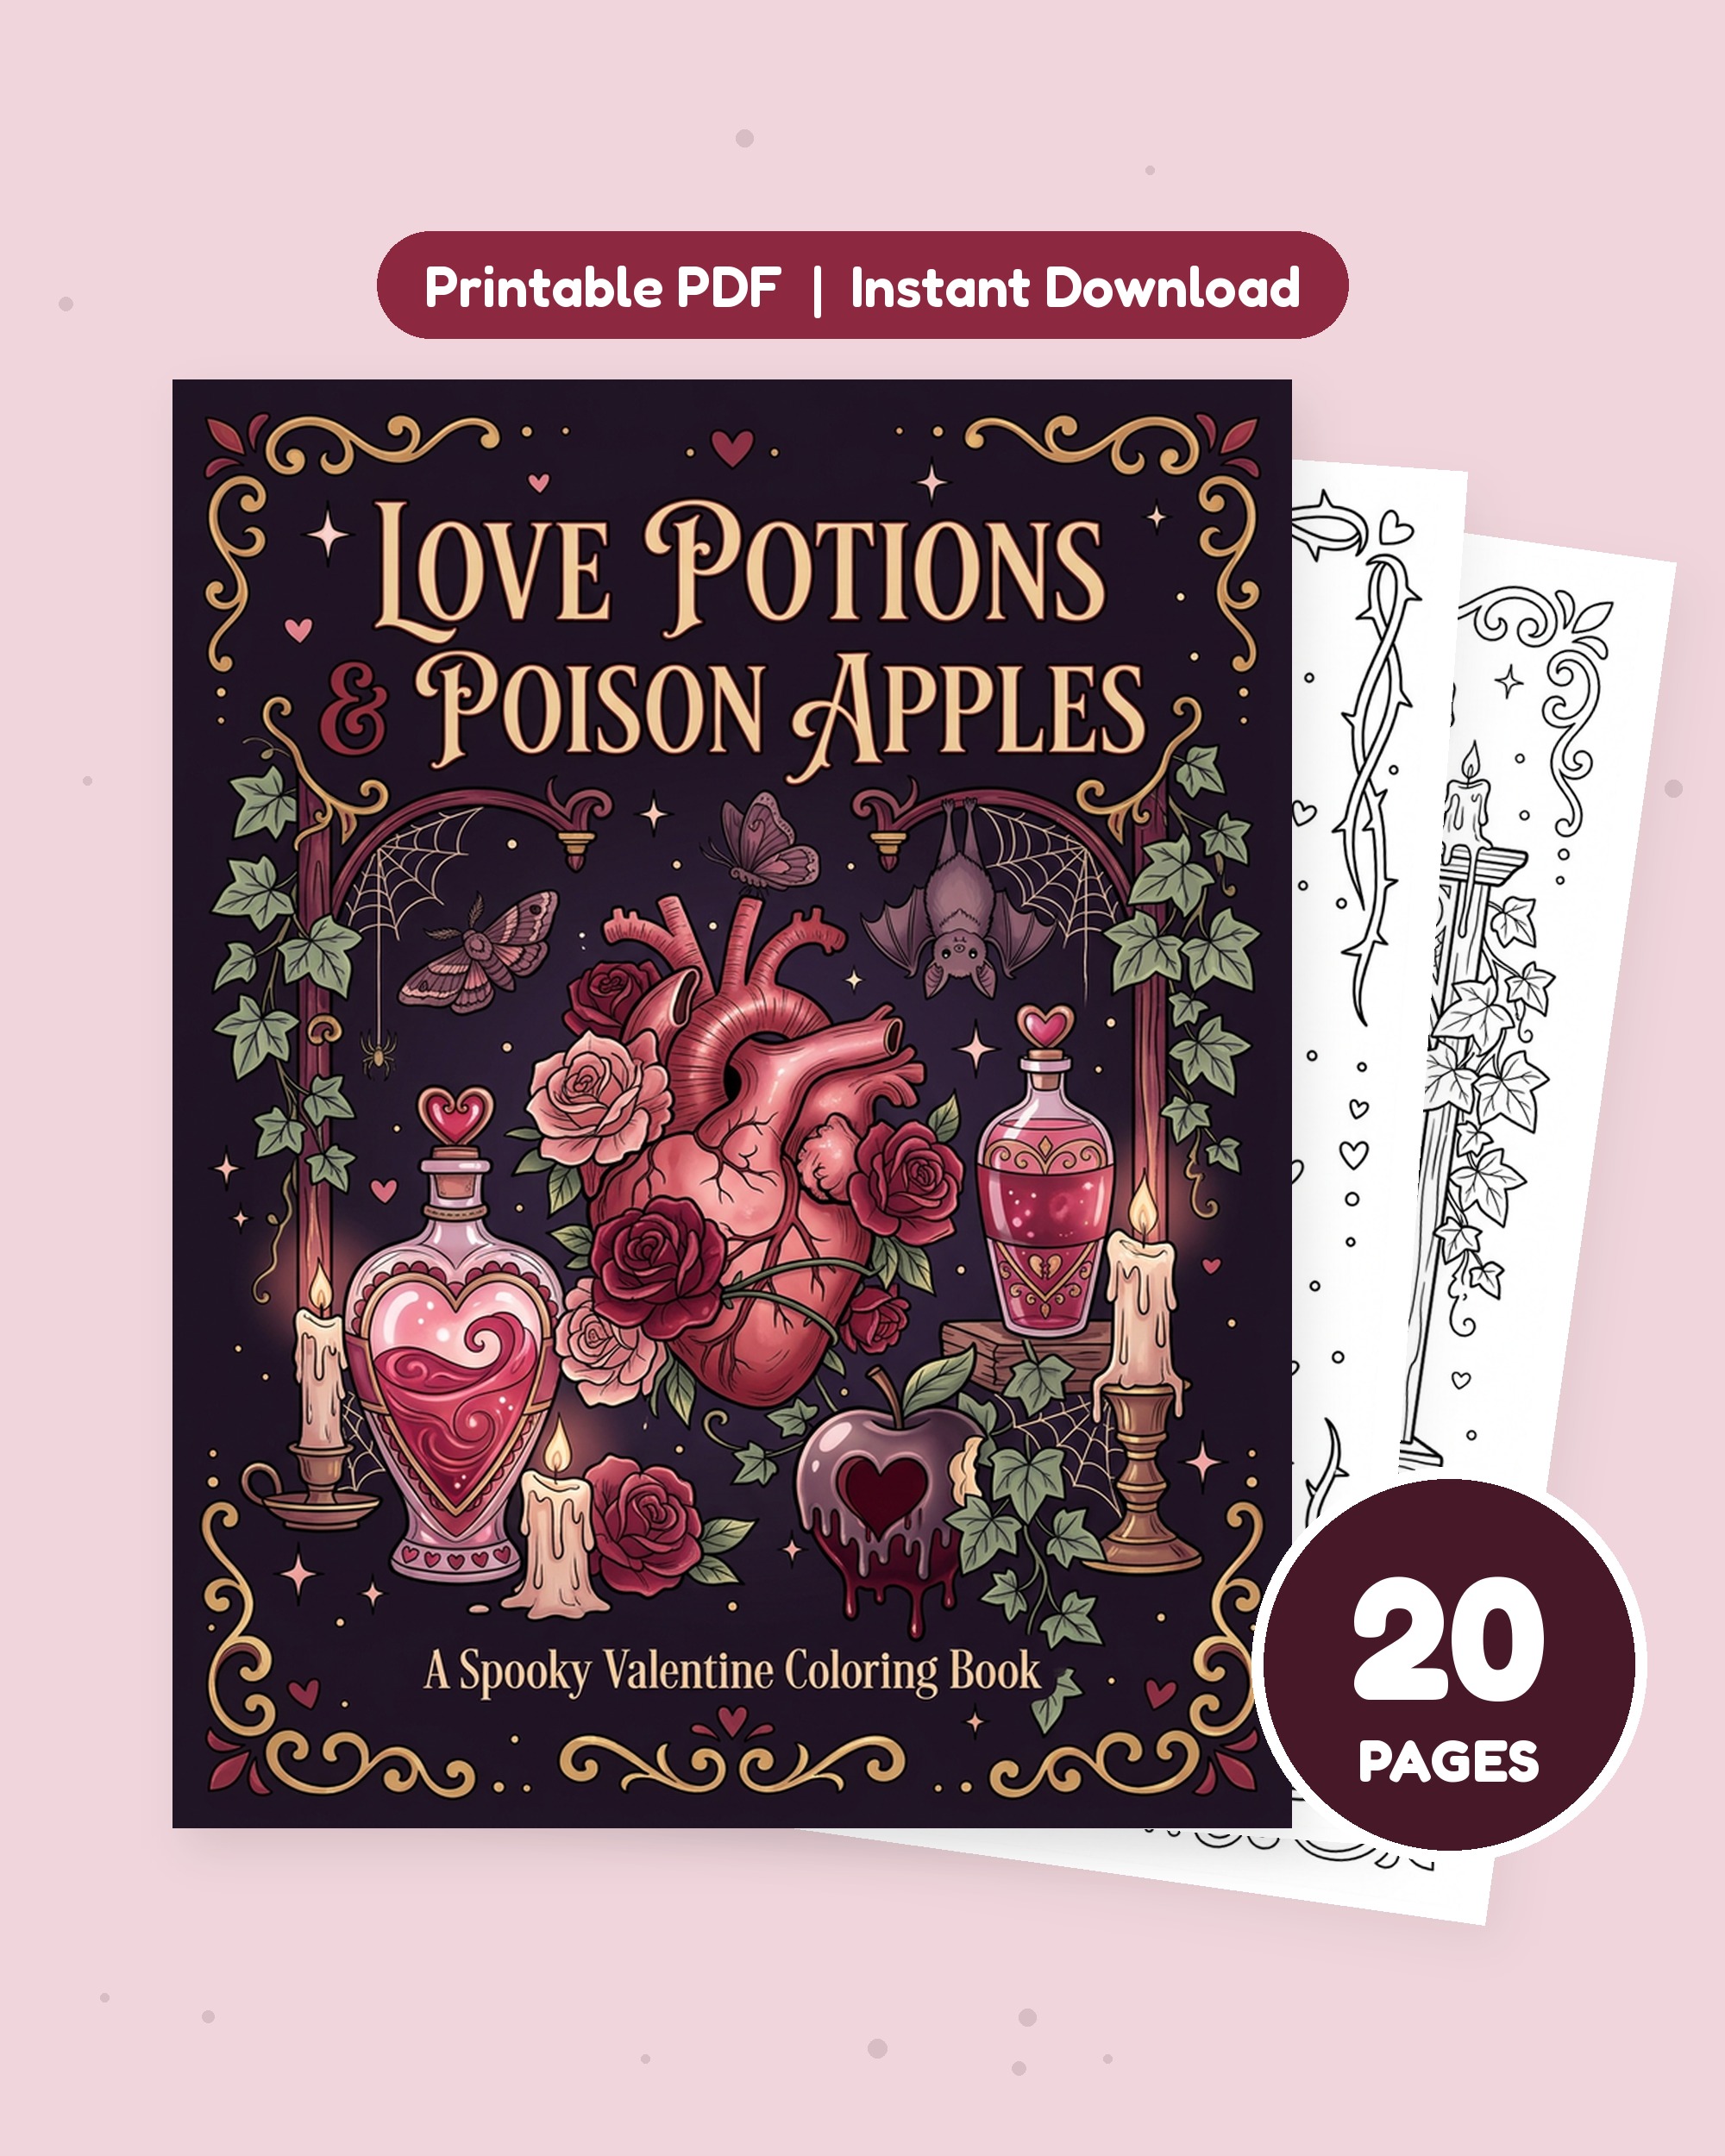 Printable PDF | Instant Download
LOVE POTIONS
& POISON APPLES
A Spooky Valentine Coloring Book
20
PAGES